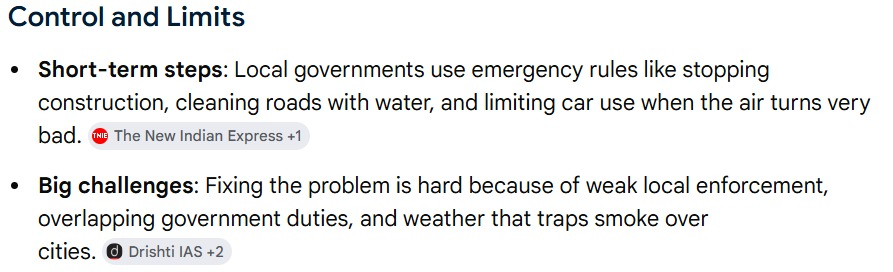 Control and Limits
• Short-term steps: Local governments use emergency rules like stopping
construction, cleaning roads with water, and limiting car use when the air turns very
bad. TNIE The New Indian Express +1
• Big challenges: Fixing the problem is hard because of weak local enforcement,
overlapping government duties, and weather that traps smoke over
cities. d Drishti IAS +2